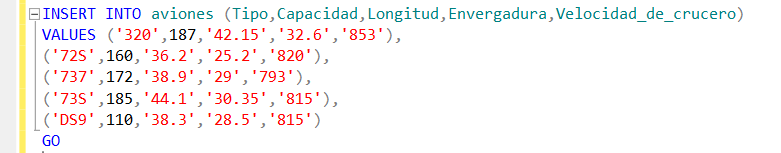 INSERT INTO aviones (Tipo,Capacidad,Longitud,Envergadura,Velocidad_de_crucero)
VALUES ('320',187,'42.15','32.6','853'),
('72S',160,'36.2','25.2','820'),
('737',172,'38.9','29','793'),
('73S',185,'44.1','30.35','815'),
('DS9',110,'38.3','28.5','815')
GO